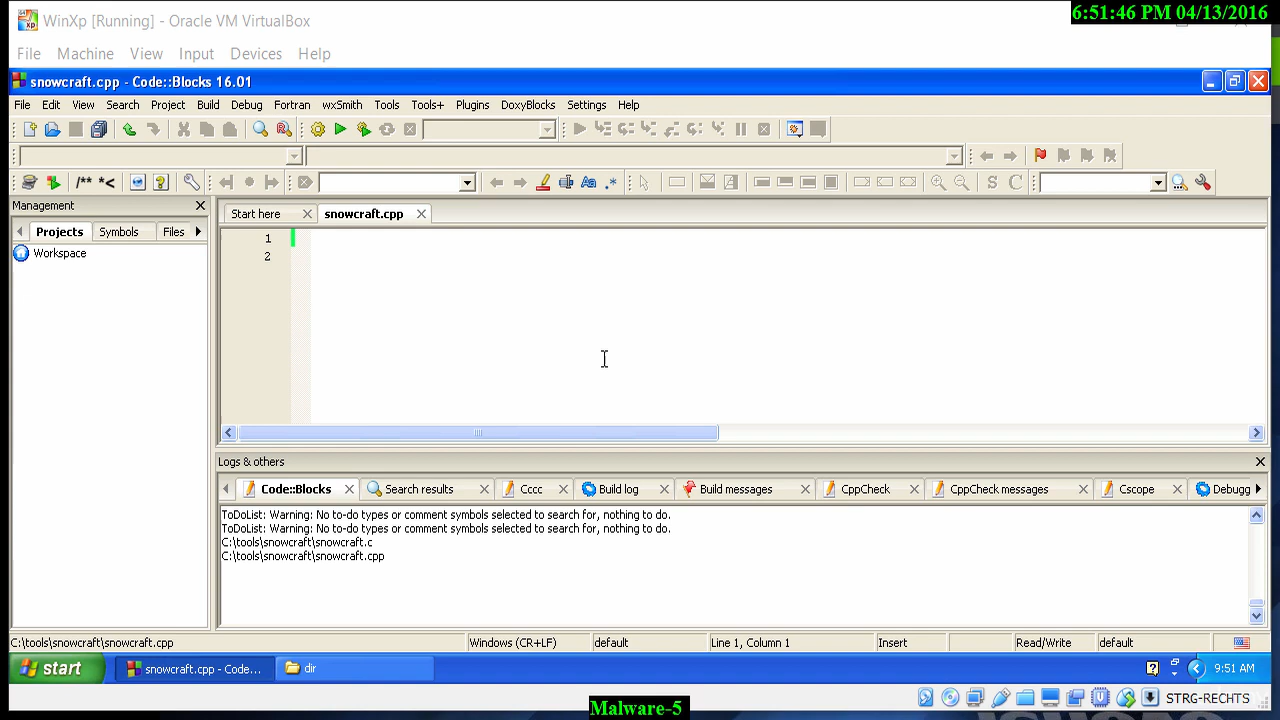 WinXp [Running] - Oracle VM VirtualBox
6:51:46 PM 04/13/2016
File Machine View Input Devices Help
snowcraft.cpp - Code::Blocks 16.01
File Edit View Search Project Build Debug Fortran wxSmith Tools Tools+ Plugins DoxyBlocks Settings Help
/** *< .*
S C
Management
Start here snowcraft.cpp
Projects Symbols Files
Workspace
1
2
Logs & others
Code::Blocks Search results Cccc Build log Build messages CppCheck CppCheck messages Cscope Debugg
ToDoList: Warning: No to-do types or comment symbols selected to search for, nothing to do.
ToDoList: Warning: No to-do types or comment symbols selected to search for, nothing to do.
C:\tools\snowcraft\snowcraft.c
C:\tools\snowcraft\snowcraft.cpp
C:\tools\snowcraft\snowcraft.cpp Windows (CR+LF) default Line 1, Column 1 Insert Read/Write default
start snowcraft.cpp - Code... dir 9:51 AM
STRG-RECHTS
Malware-5